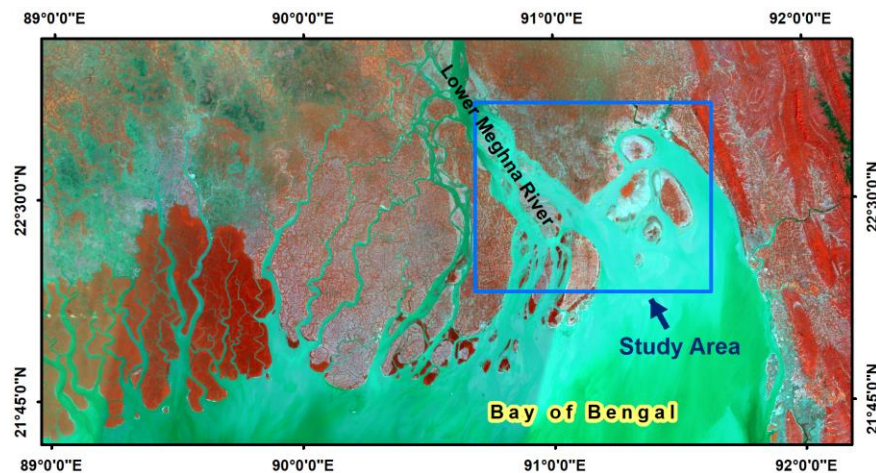 89°0'0"E
90°0'0"E
91°0'0"E
92°0'0"E
22°30'0"N
21°45'0"N
Lower Meghna River
22°30'0"N
21°45'0"N
Study Area
Bay of Bengal
89°0'0"E
90°0'0"E
91°0'0"E
92°0'0"E